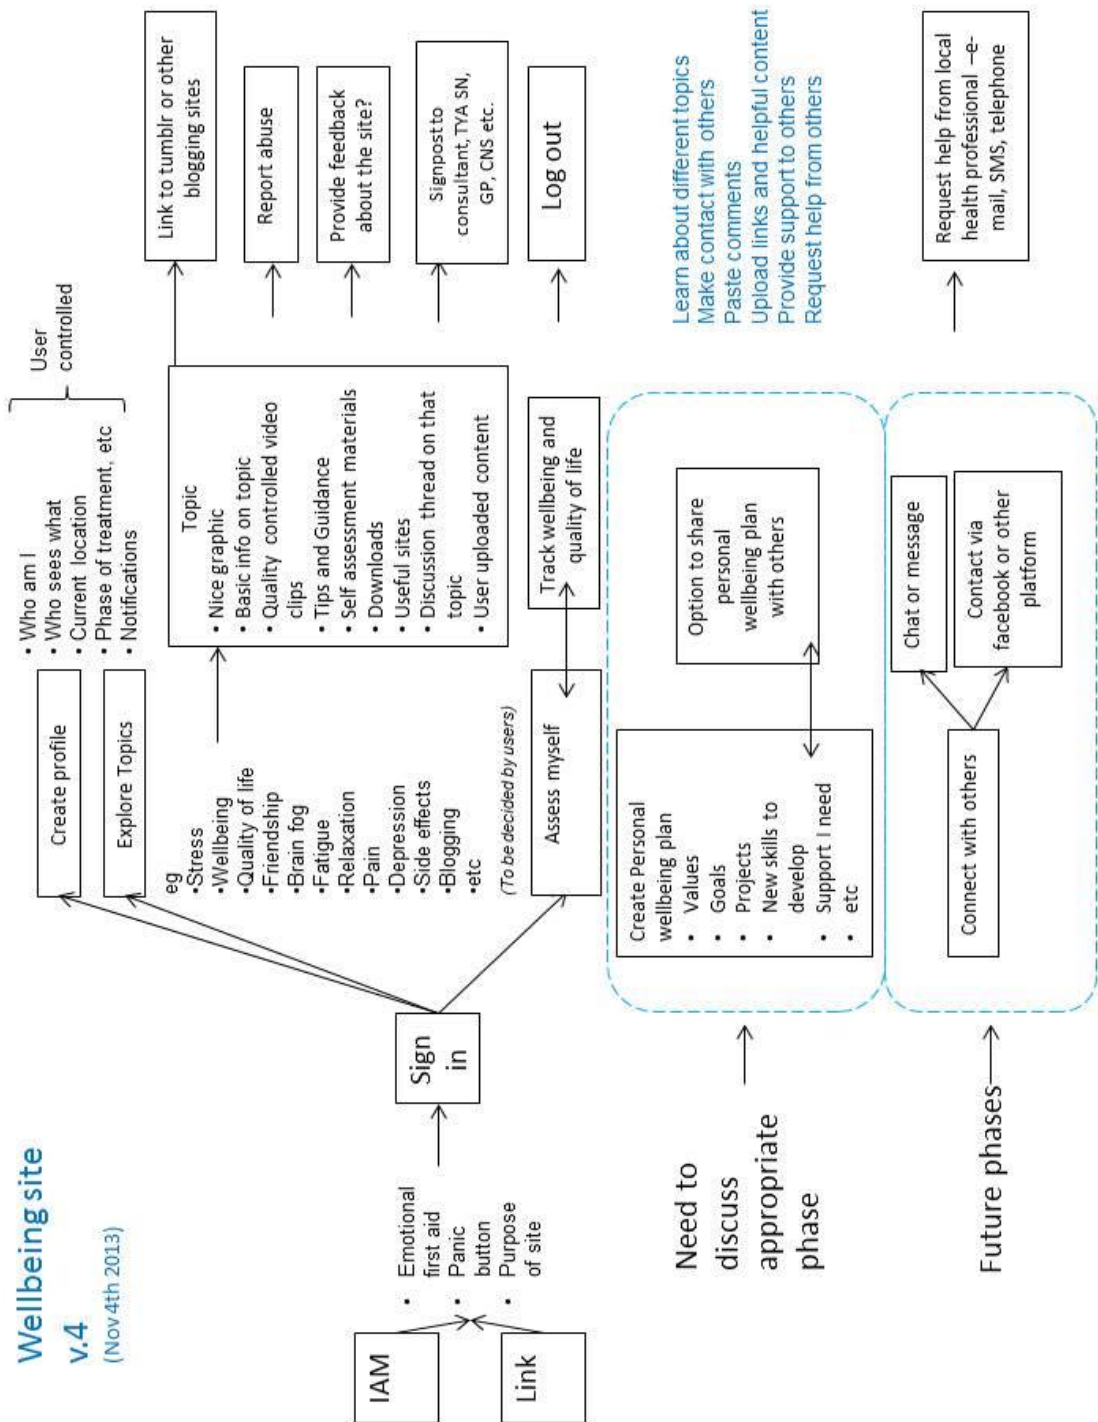 Wellbeing site
v.4
(Nov 4th 2013)
IAM
Link
• Emotional
first aid
• Panic
button
• Purpose
of site
Sign
in
Create profile
• Who am I
• Who sees what
• Current location
• Phase of treatment, etc
• Notifications
User
controlled
Explore Topics
eg
•Stress
•Wellbeing
•Quality of life
•Friendship
•Brain fog
•Fatigue
•Relaxation
•Pain
•Depression
•Side effects
•Blogging
•etc
(To be decided by users)
Topic
• Nice graphic
• Basic info on topic
• Quality controlled video
clips
• Tips and Guidance
• Self assessment materials
• Downloads
• Useful sites
• Discussion thread on that
topic
• User uploaded content
Link to tumblr or other
blogging sites
Report abuse
Provide feedback
about the site?
Signpost to
consultant, TYA SN,
GP, CNS etc.
Log out
Assess myself
Track wellbeing and
quality of life
Need to
discuss
appropriate
phase
Create Personal
wellbeing plan
• Values
• Goals
• Projects
• New skills to
develop
• Support I need
• etc
Option to share
personal
wellbeing plan
with others
Learn about different topics
Make contact with others
Paste comments
Upload links and helpful content
Provide support to others
Request help from others
Future phases
Connect with others
Chat or message
Contact via
facebook or other
platform
Request help from local
health professional –e-
mail, SMS, telephone